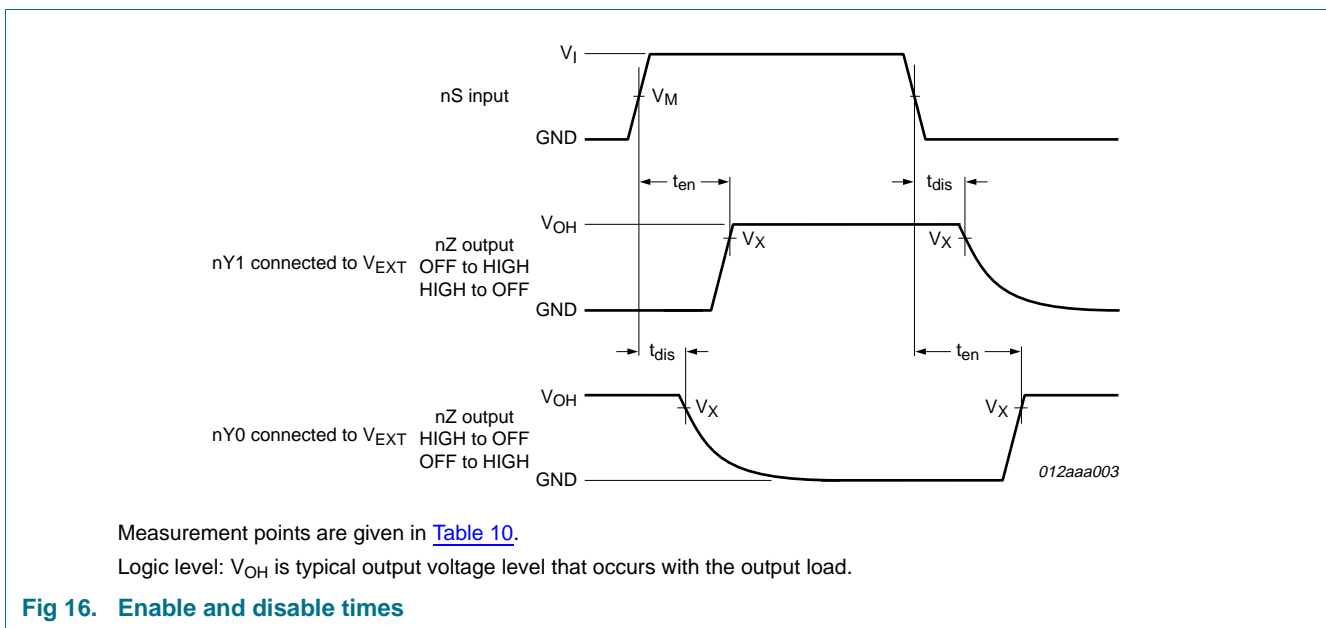 V_I
nS input
V_M
GND
t_en
t_dis
V_OH
nY1 connected to V_EXT
nZ output
OFF to HIGH
HIGH to OFF
V_X
V_X
GND
t_dis
t_en
V_OH
nY0 connected to V_EXT
nZ output
HIGH to OFF
OFF to HIGH
V_X
V_X
GND
012aaa003
Measurement points are given in Table 10.
Logic level: V_OH is typical output voltage level that occurs with the output load.
Fig 16. Enable and disable times